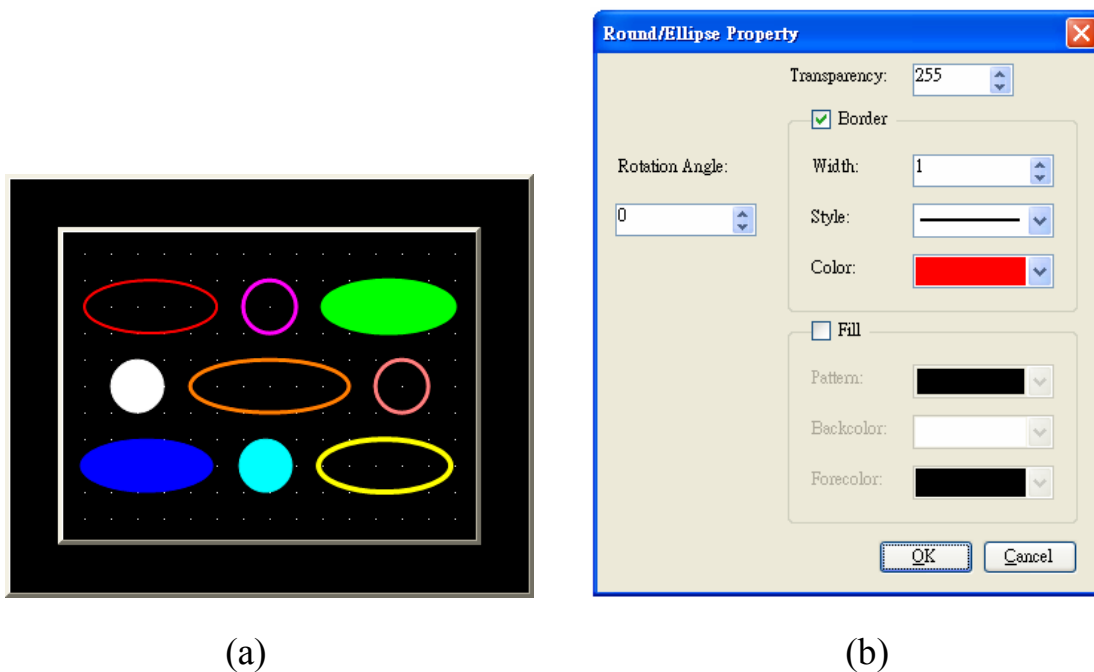 Round/Ellipse Property
Transparency: 255
Border
Rotation Angle:
Width: 1
0
Style:
Color:
Fill
Pattern:
Backcolor:
Forecolor:
OK Cancel
(a) (b)